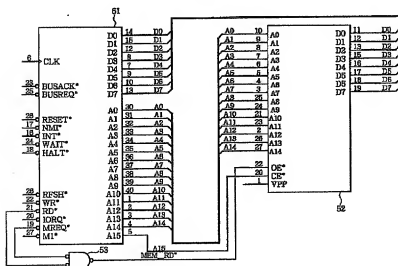 51
6 CLK
23 BUSACK*
25 BUSREQ*
26 RESET*
17 NMI*
16 INT*
24 WAIT*
18 HALT*
28 RFSH*
22 WR*
21 RD*
20 IORQ*
19 MREQ*
27 M1*
D0 14 D0
D1 15 D1
D2 12 D2
D3 8 D3
D4 7 D4
D5 9 D5
D6 10 D6
D7 13 D7
A0 30 A0
A1 31 A1
A2 32 A2
A3 33 A3
A4 34 A4
A5 35 A5
A6 36 A6
A7 37 A7
A8 38 A8
A9 39 A9
A10 40 A10
A11 1 A11
A12 2 A12
A13 3 A13
A14 4 A14
A15 5 A15
MEM_RD*
53
A0 10 A0
A1 9 A1
A2 8 A2
A3 7 A3
A4 6 A4
A5 5 A5
A6 4 A6
A7 3 A7
A8 25 A8
A9 24 A9
A10 21 A10
A11 23 A11
A12 2 A12
A13 26 A13
A14 27 A14
22 OE*
20 CE*
1 VPP
D0 11 D0
D1 12 D1
D2 13 D2
D3 15 D3
D4 16 D4
D5 17 D5
D6 18 D6
D7 19 D7
52